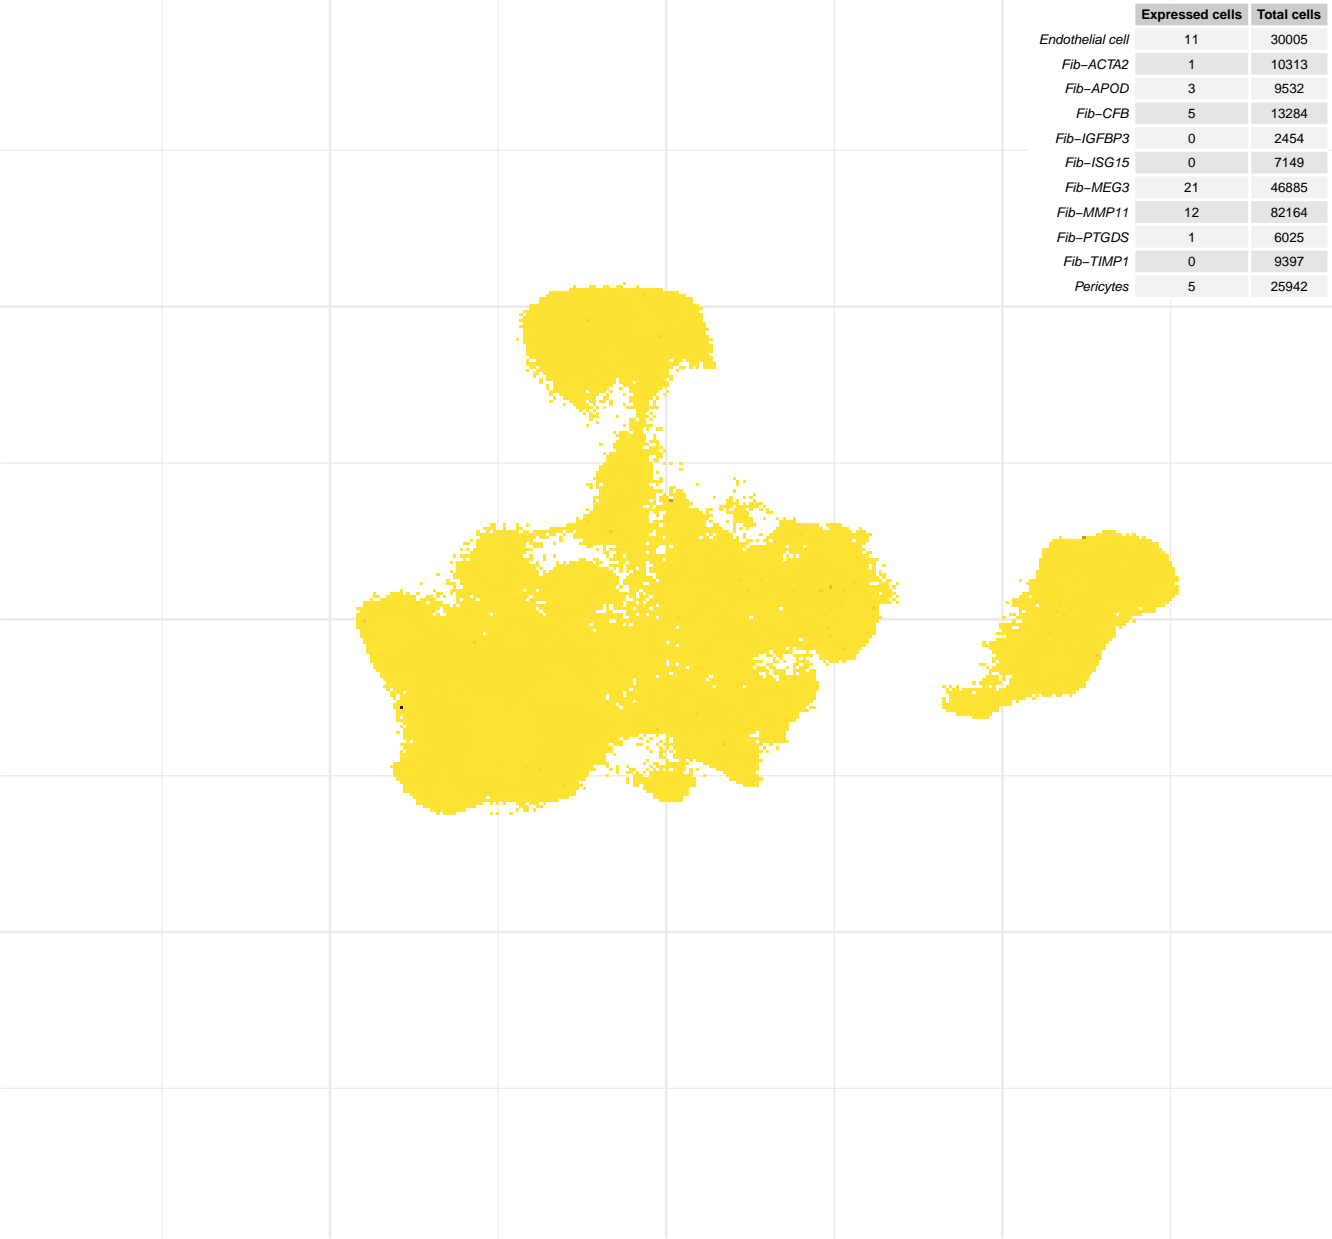 Expressed cells Total cells
Endothelial cell 11 30005
Fib−ACTA2 1 10313
Fib−APOD 3 9532
Fib−CFB 5 13284
Fib−IGFBP3 0 2454
Fib−ISG15 0 7149
Fib−MEG3 21 46885
Fib−MMP11 12 82164
Fib−PTGDS 1 6025
Fib−TIMP1 0 9397
Pericytes 5 25942